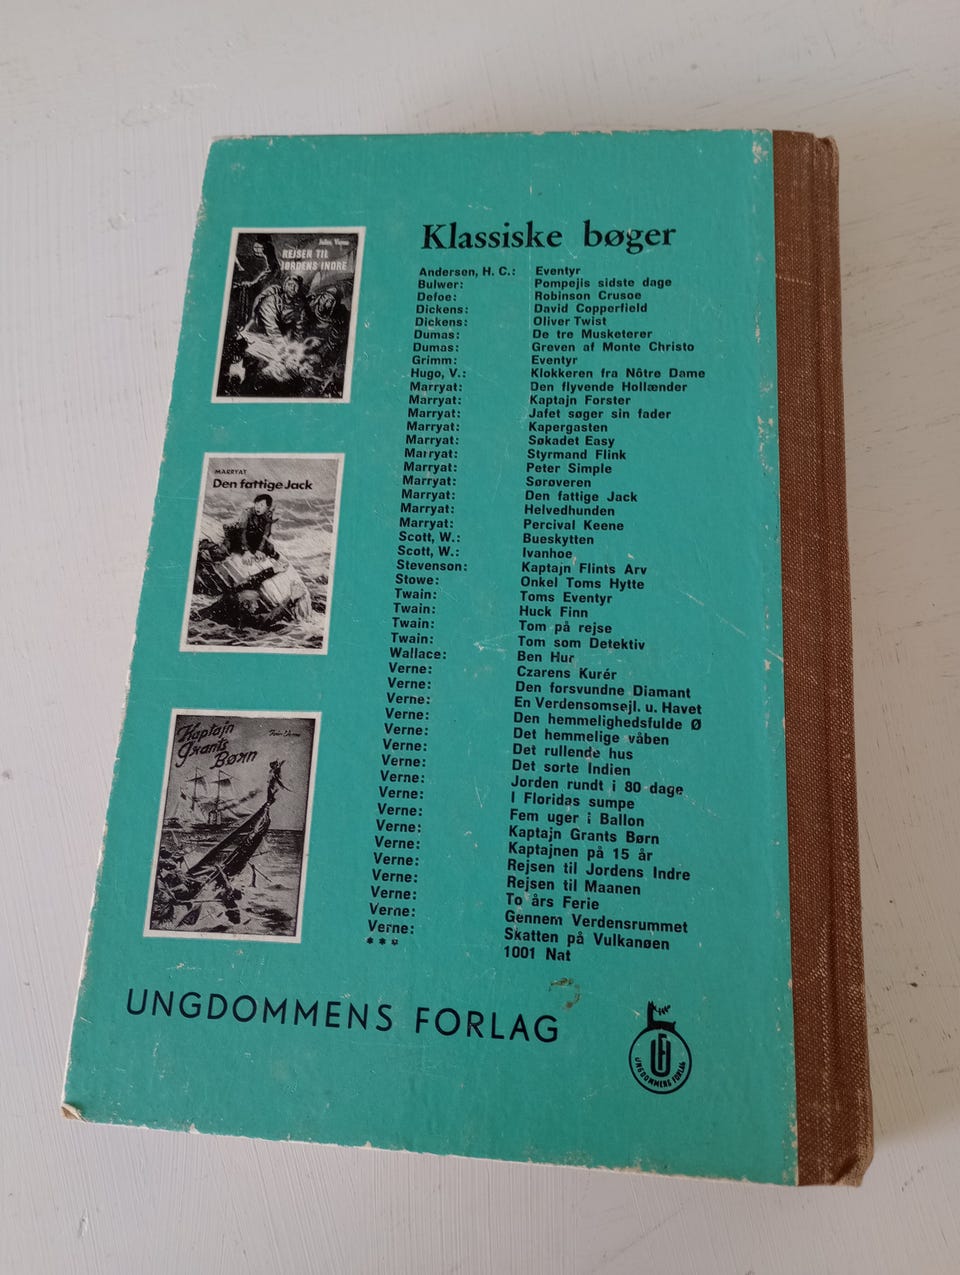 Jules Verne
REJSEN TIL
JORDENS INDRE
MARRYAT
Den fattige Jack
Kaptajn
Grants
Børn
Jules Verne
Klassiske bøger
Andersen, H. C.: Eventyr
Bulwer: Pompejis sidste dage
Defoe: Robinson Crusoe
Dickens: David Copperfield
Dickens: Oliver Twist
Dumas: De tre Musketerer
Dumas: Greven af Monte Christo
Grimm: Eventyr
Hugo, V.: Klokkeren fra Nôtre Dame
Marryat: Den flyvende Hollænder
Marryat: Kaptajn Forster
Marryat: Jafet søger sin fader
Marryat: Kapergasten
Marryat: Søkadet Easy
Marryat: Styrmand Flink
Marryat: Peter Simple
Marryat: Sørøveren
Marryat: Den fattige Jack
Marryat: Helvedhunden
Marryat: Percival Keene
Scott, W.: Bueskytten
Scott, W.: Ivanhoe
Stevenson: Kaptajn Flints Arv
Stowe: Onkel Toms Hytte
Twain: Toms Eventyr
Twain: Huck Finn
Twain: Tom på rejse
Twain: Tom som Detektiv
Wallace: Ben Hur
Verne: Czarens Kurér
Verne: Den forsvundne Diamant
Verne: En Verdensomsejl. u. Havet
Verne: Den hemmelighedsfulde Ø
Verne: Det hemmelige våben
Verne: Det rullende hus
Verne: Det sorte Indien
Verne: Jorden rundt i 80 dage
Verne: I Floridas sumpe
Verne: Fem uger i Ballon
Verne: Kaptajn Grants Børn
Verne: Kaptajnen på 15 år
Verne: Rejsen til Jordens Indre
Verne: Rejsen til Maanen
Verne: To års Ferie
Verne: Gennem Verdensrummet
Verne: Skatten på Vulkanøen
*** 1001 Nat
UNGDOMMENS FORLAG
UF
UNGDOMMENS FORLAG